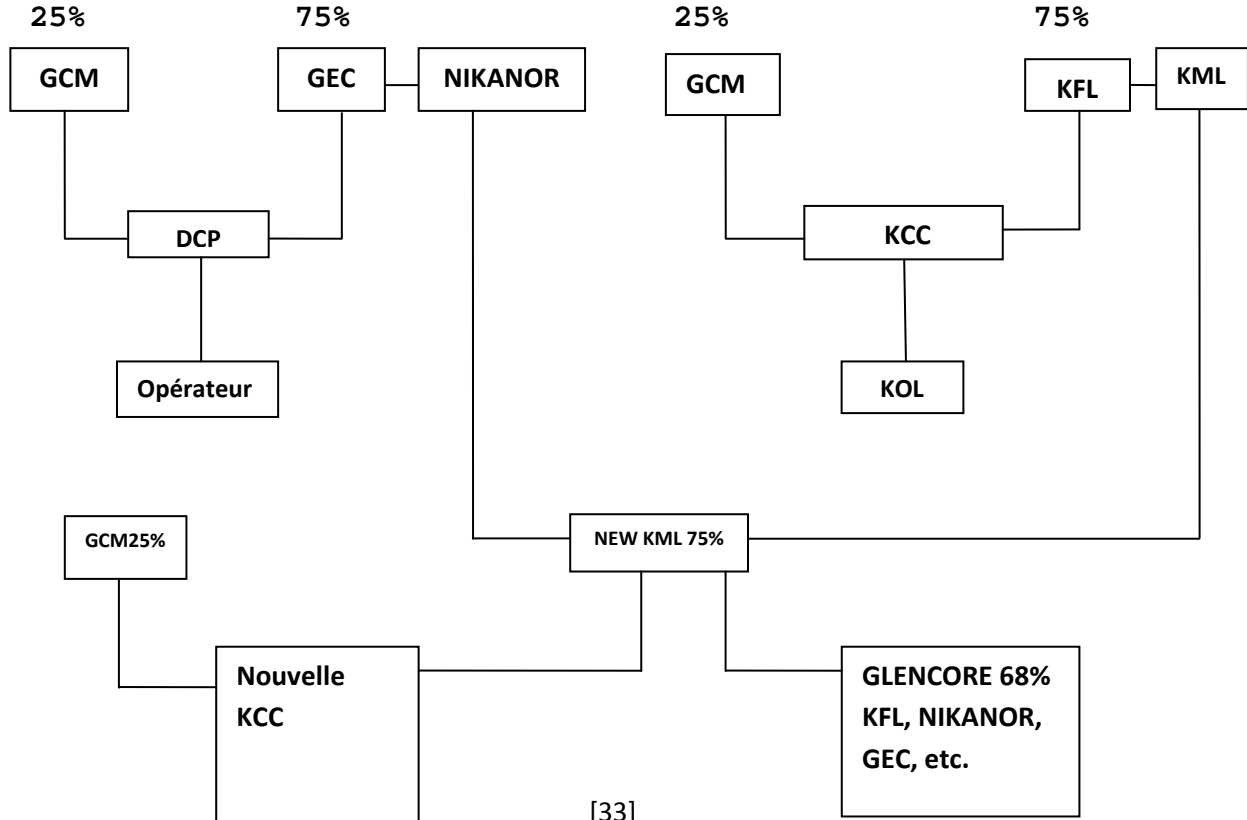 25% 75% 25% 75%
GCM GEC NIKANOR GCM KFL KML
DCP KCC
Opérateur KOL
GCM25% NEW KML 75%
Nouvelle
KCC
GLENCORE 68%
KFL, NIKANOR,
GEC, etc.
[33]